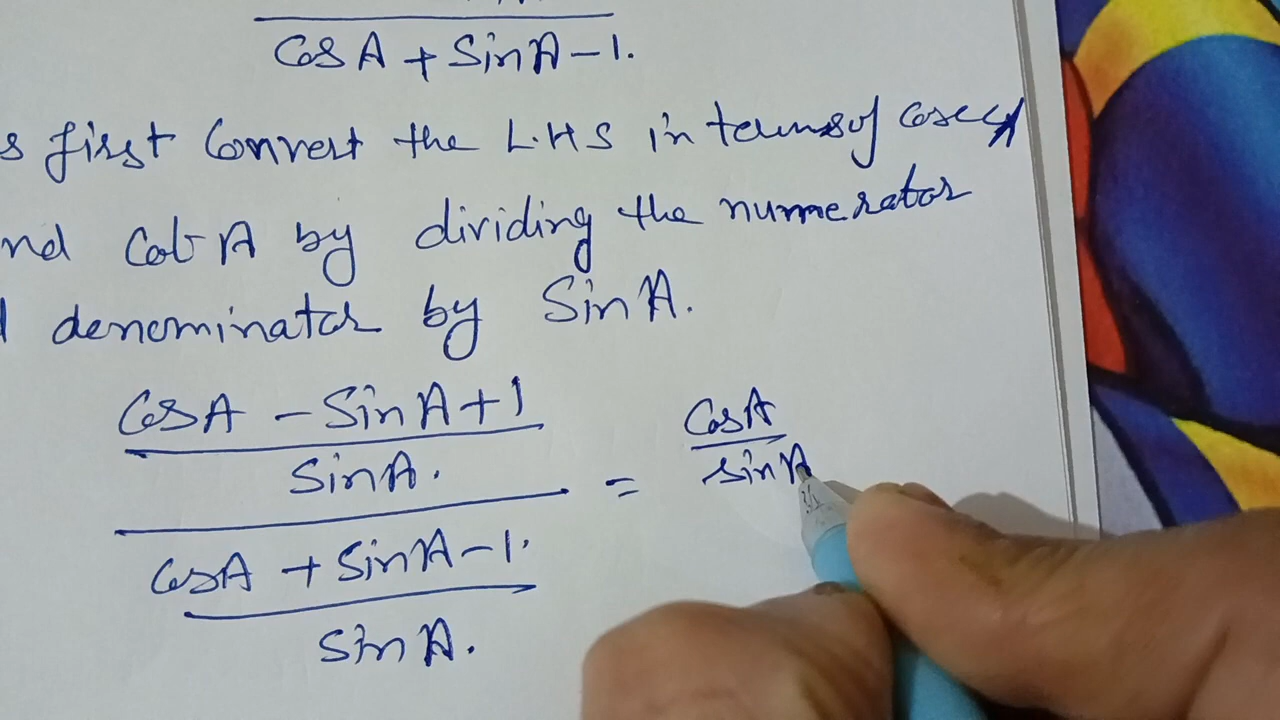 cosA + sinA - 1.
s first convert the L.H.S in terms of cosecA
nd cot A by dividing the numerator
d denominator by SinA.
cosA - SinA + 1
SinA.
= cosA
sinA
cosA + SinA - 1.
SinA.